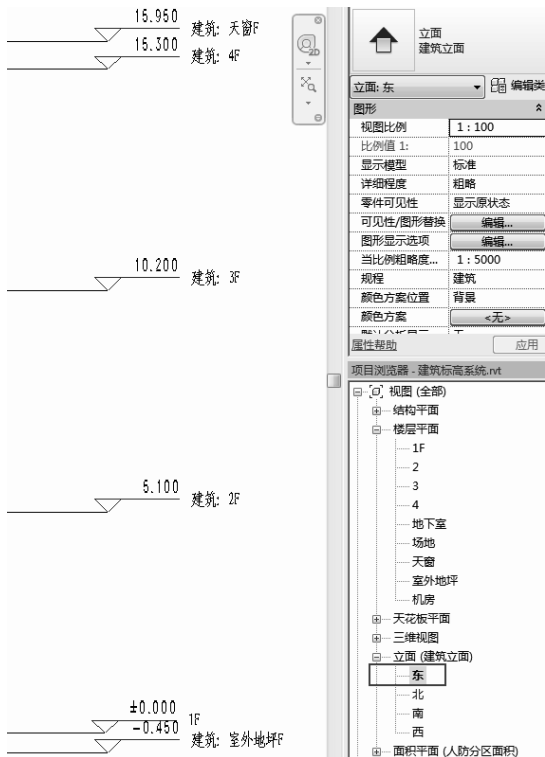 15.950
建筑: 天窗F
15.300
建筑: 4F
10.200
建筑: 3F
5.100
建筑: 2F
±0.000
1F
-0.450
建筑: 室外地坪F
2D
立面
建筑立面
立面: 东
编辑类
图形
视图比例 1 : 100
比例值 1: 100
显示模型 标准
详细程度 粗略
零件可见性 显示原状态
可见性/图形替换 编辑...
图形显示选项 编辑...
当比例粗略度... 1 : 5000
规程 建筑
颜色方案位置 背景
颜色方案 <无>
属性帮助 应用
项目浏览器 - 建筑标高系统.rvt
视图 (全部)
结构平面
楼层平面
1F
2
3
4
地下室
场地
天窗
室外地坪
机房
天花板平面
三维视图
立面 (建筑立面)
东
北
南
西
面积平面 (人防分区面积)